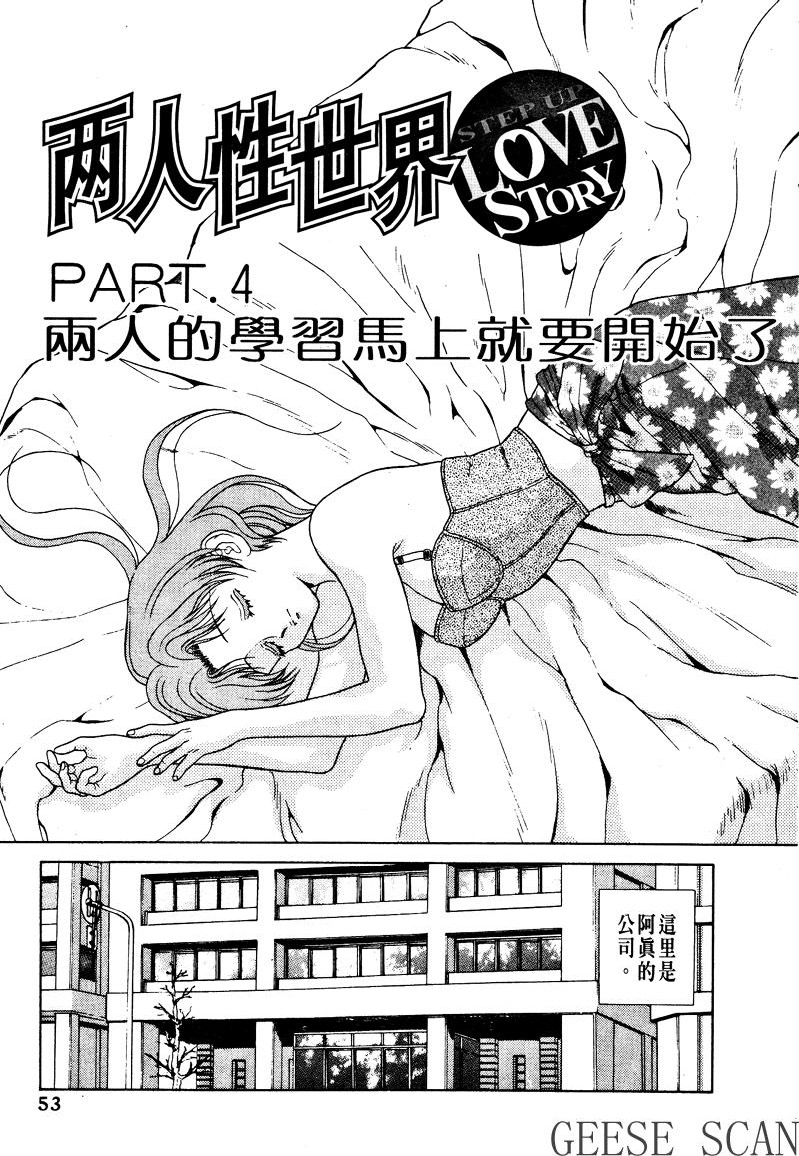 两人性世界
STEP UP
LOVE
STORY
PART.4
兩人的學習馬上就要開始了
這里是
阿眞的
公司。
53
GEESE SCAN